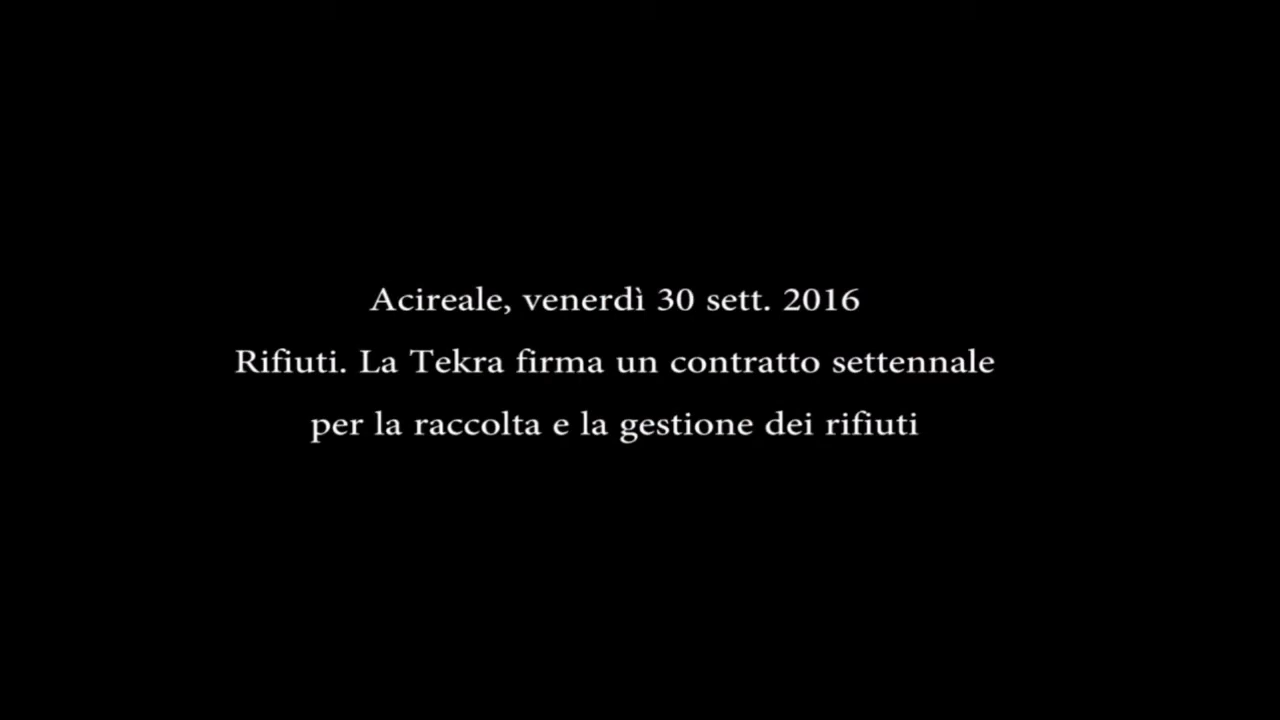 Acireale, venerdì 30 sett. 2016
Rifiuti. La Tekra firma un contratto settennale
per la raccolta e la gestione dei rifiuti